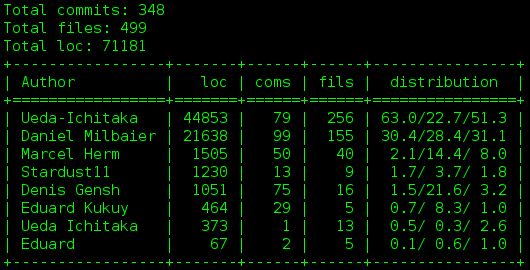 Total commits: 348
Total files: 499
Total loc: 71181
+-----------------+-------+------+------+----------------+
| Author          |   loc | coms | fils |  distribution  |
+=================+=======+======+======+================+
| Ueda-Ichitaka   | 44853 |   79 |  256 | 63.0/22.7/51.3 |
| Daniel Milbaier | 21638 |   99 |  155 | 30.4/28.4/31.1 |
| Marcel Herm     |  1505 |   50 |   40 |  2.1/14.4/ 8.0 |
| Stardust11      |  1230 |   13 |    9 |  1.7/ 3.7/ 1.8 |
| Denis Gensh     |  1051 |   75 |   16 |  1.5/21.6/ 3.2 |
| Eduard Kukuy    |   464 |   29 |    5 |  0.7/ 8.3/ 1.0 |
| Ueda Ichitaka   |   373 |    1 |   13 |  0.5/ 0.3/ 2.6 |
| Eduard          |    67 |    2 |    5 |  0.1/ 0.6/ 1.0 |
+-----------------+-------+------+------+----------------+